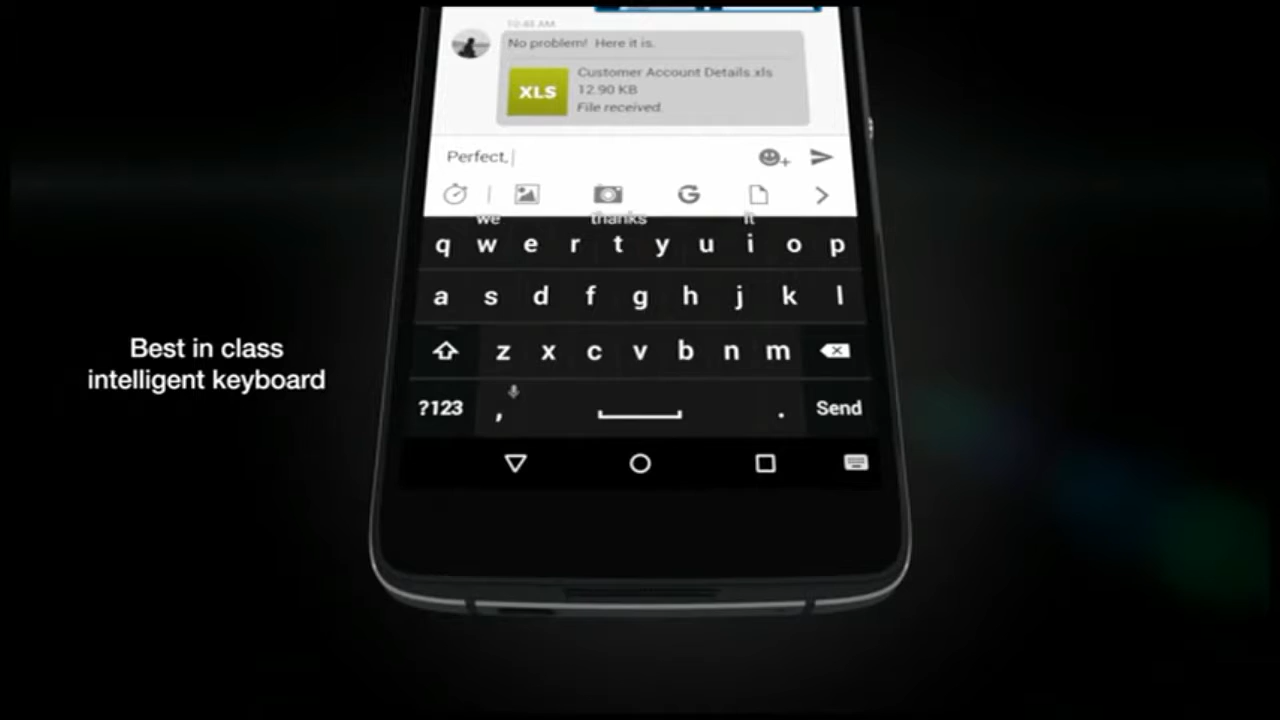 10:48 AM
No problem! Here it is.
XLS
Customer Account Details.xls
12.90 KB
File received.
Perfect,
G
we thanks it
q w e r t y u i o p
a s d f g h j k l
z x c v b n m
?123 , . Send
Best in class
intelligent keyboard